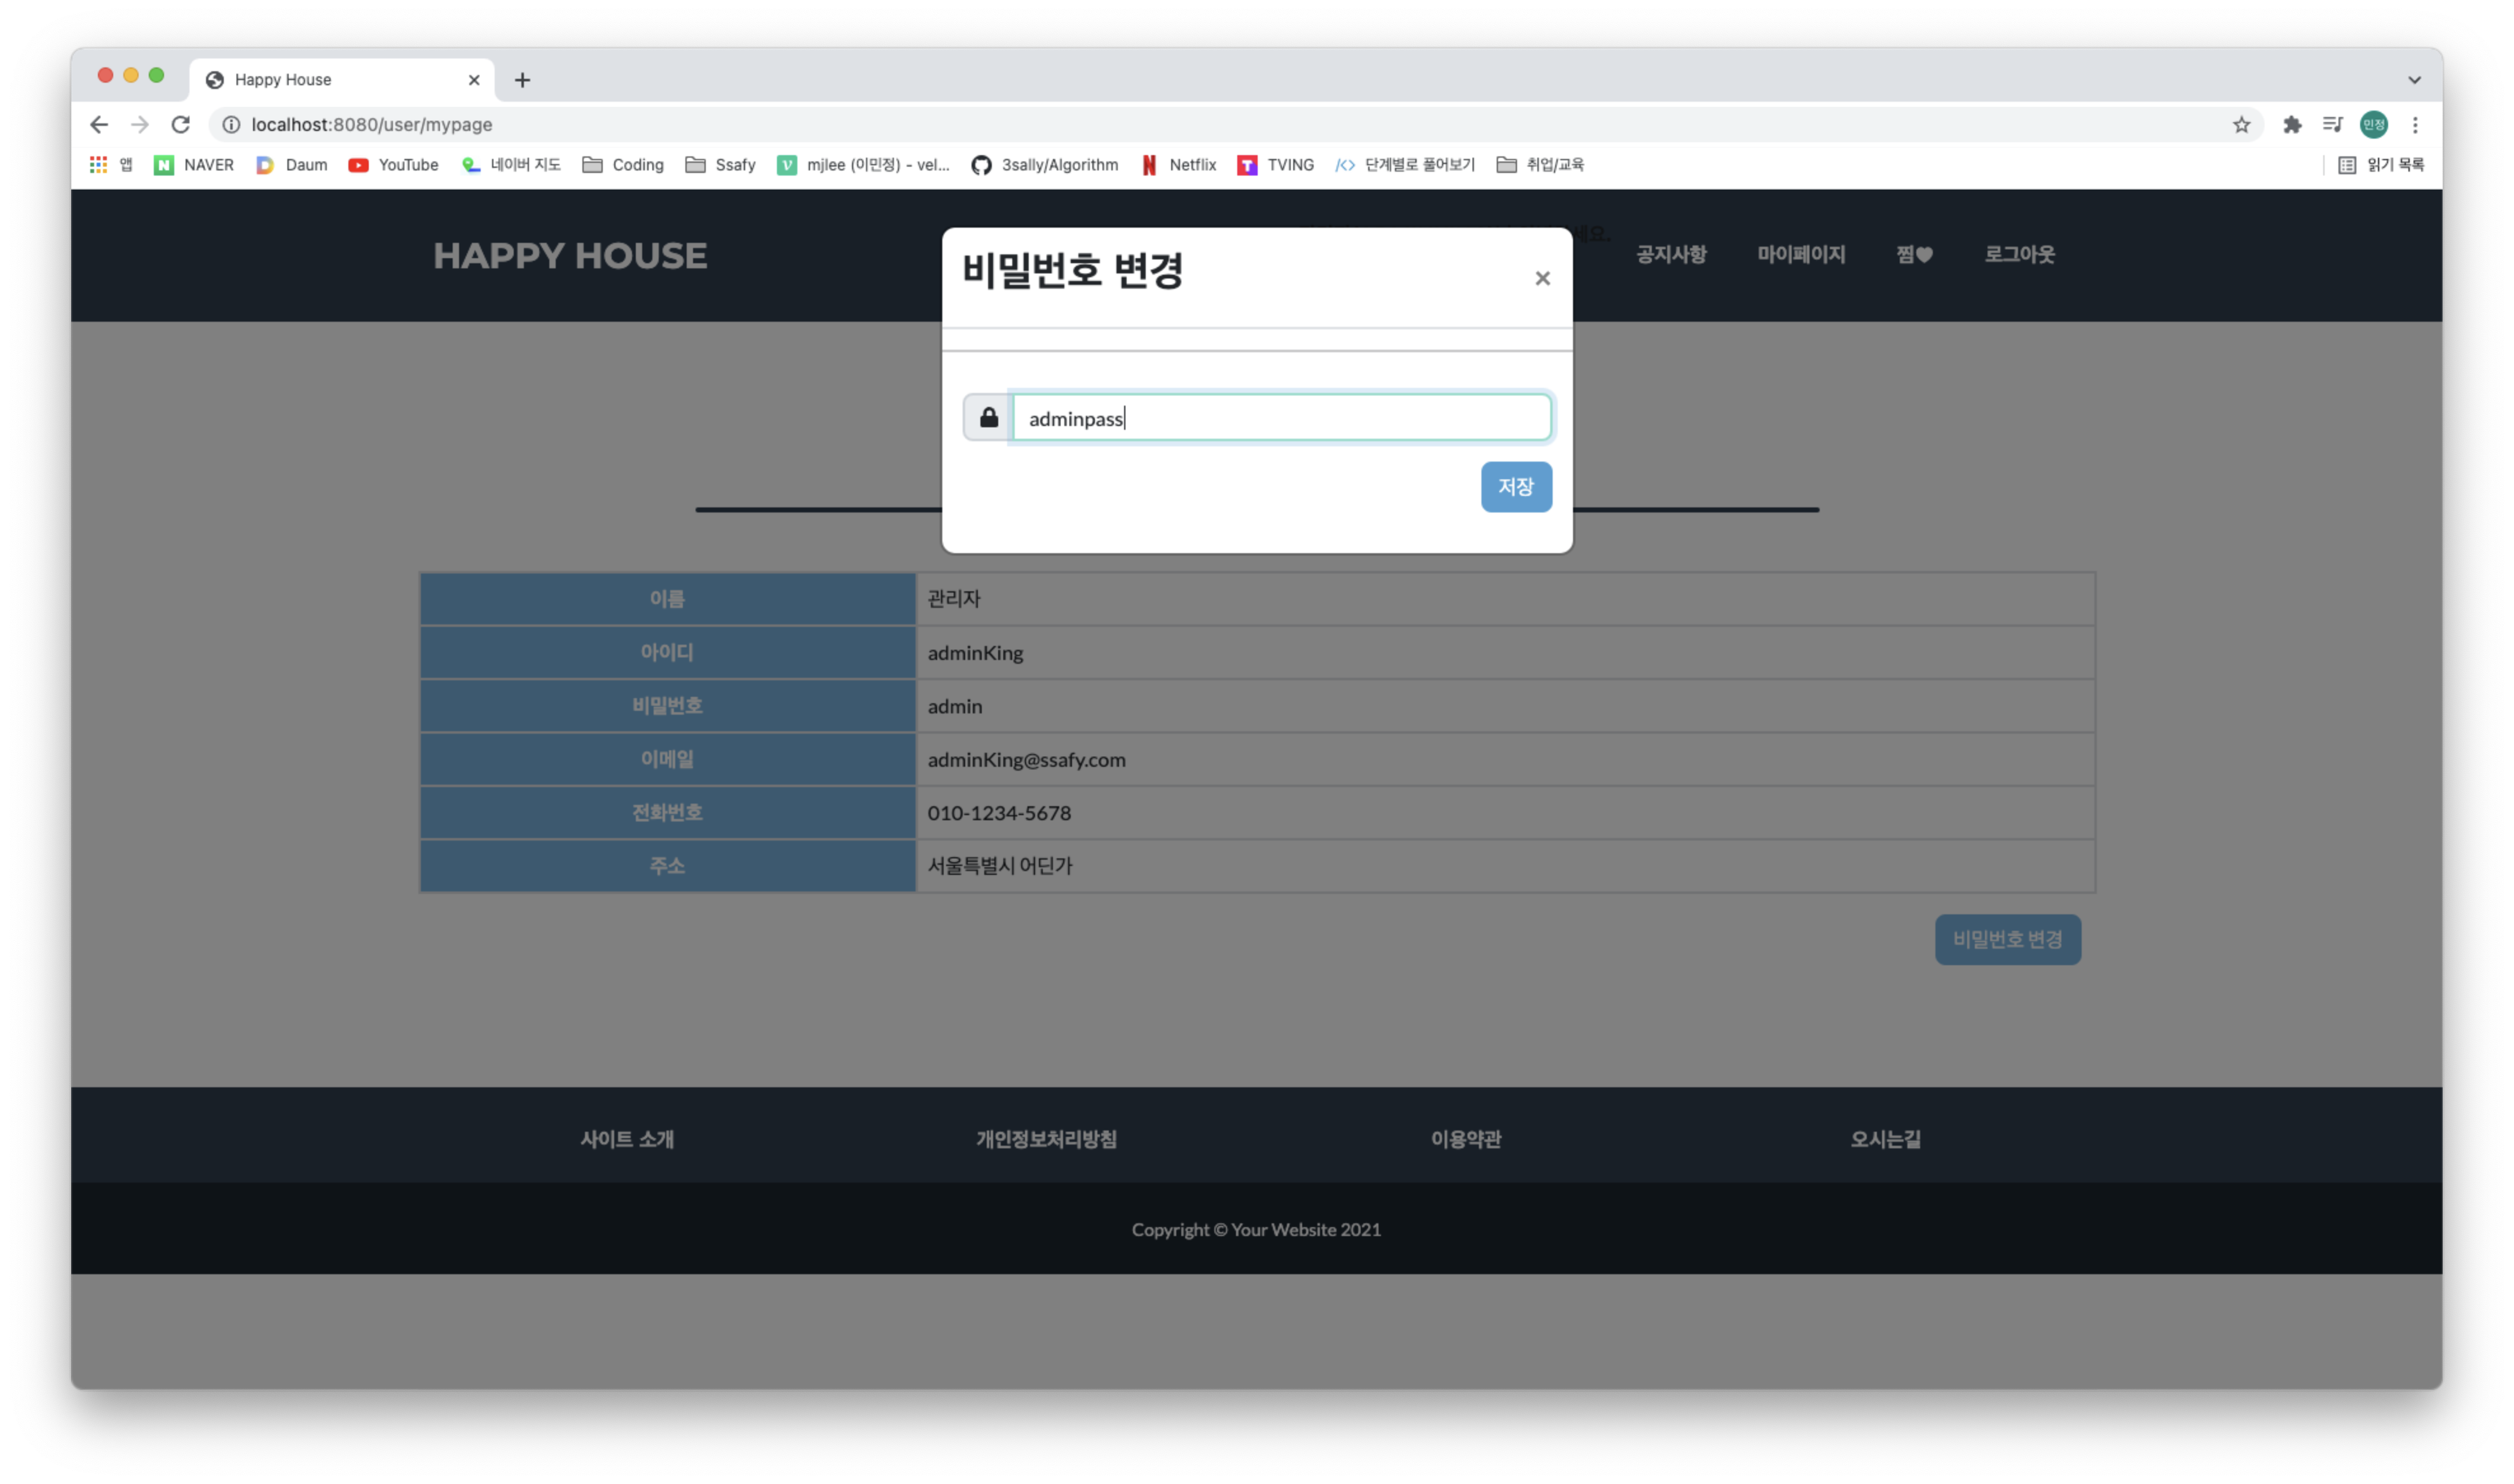 Happy House
localhost:8080/user/mypage
앱 NAVER Daum YouTube 네이버 지도 Coding Ssafy mjlee (이민정) - vel... 3sally/Algorithm Netflix TVING 단계별로 풀어보기 취업/교육 읽기 목록
민정
HAPPY HOUSE
공지사항 마이페이지 찜♥ 로그아웃
비밀번호 변경 ×
adminpass
저장
이름 관리자
아이디 adminKing
비밀번호 admin
이메일 adminKing@ssafy.com
전화번호 010-1234-5678
주소 서울특별시 어딘가
비밀번호 변경
사이트 소개 개인정보처리방침 이용약관 오시는길
Copyright © Your Website 2021